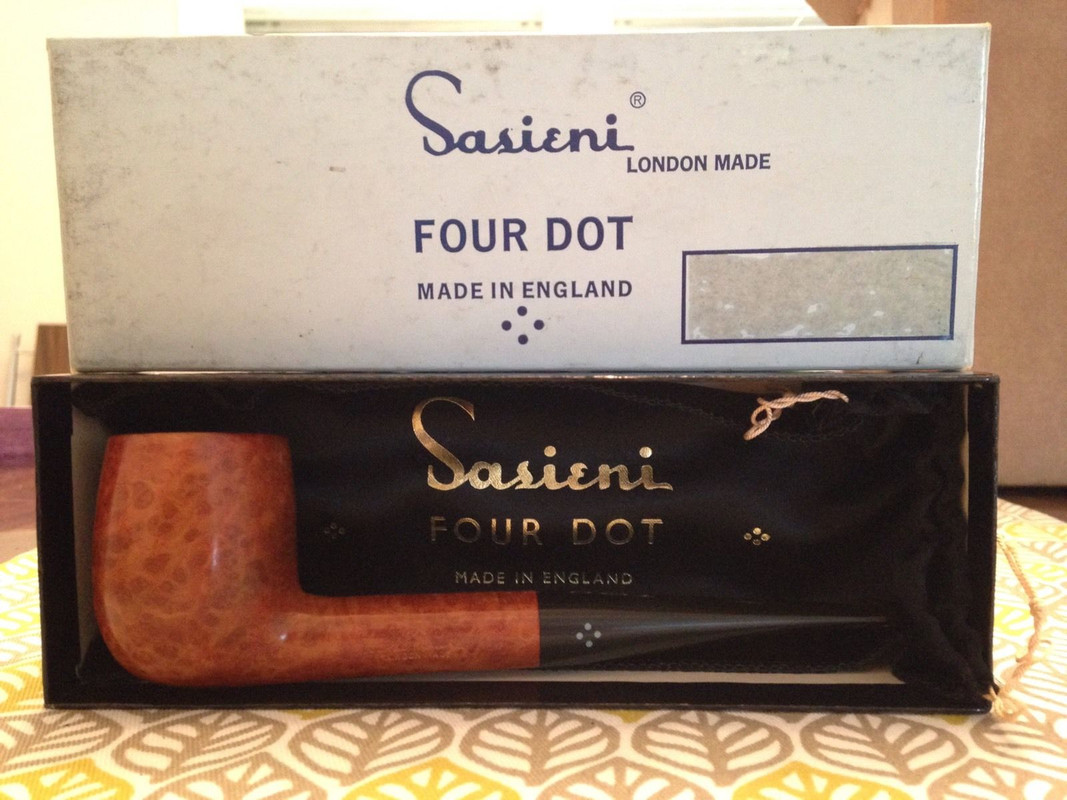 Sasieni ®
LONDON MADE
FOUR DOT
MADE IN ENGLAND
Sasieni
FOUR DOT
MADE IN ENGLAND